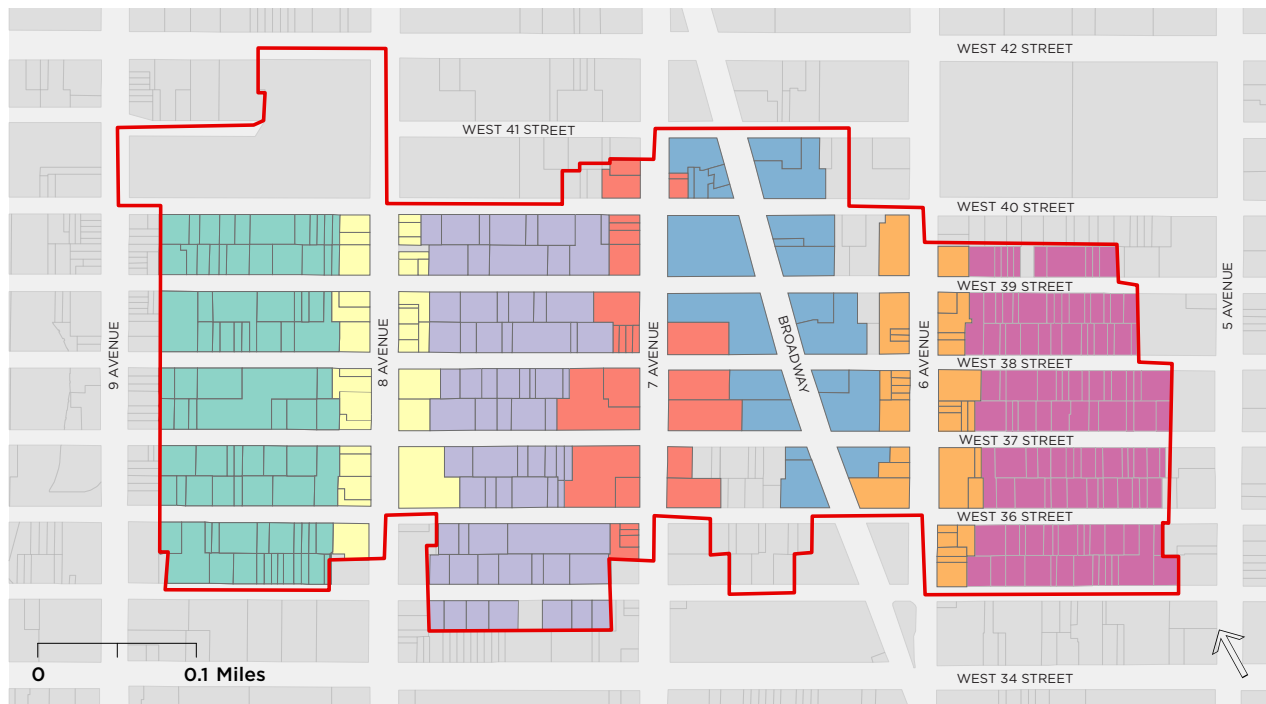 WEST 42 STREET
WEST 41 STREET
WEST 40 STREET
WEST 39 STREET
5 AVENUE
9 AVENUE
8 AVENUE
7 AVENUE
BROADWAY
6 AVENUE
WEST 38 STREET
WEST 37 STREET
WEST 36 STREET
0
0.1 Miles
WEST 34 STREET